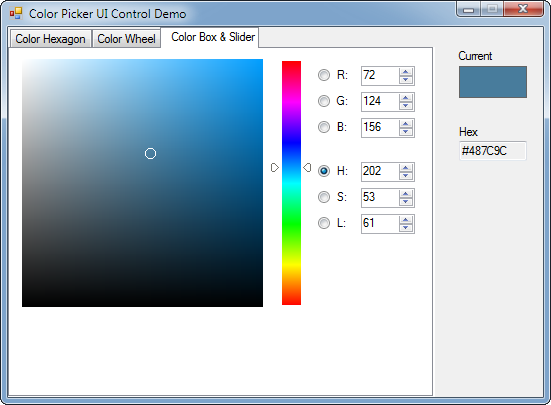 Color Picker UI Control Demo
Color Hexagon Color Wheel Color Box & Slider
Current
R: 72
G: 124
B: 156
Hex
#487C9C
H: 202
S: 53
L: 61